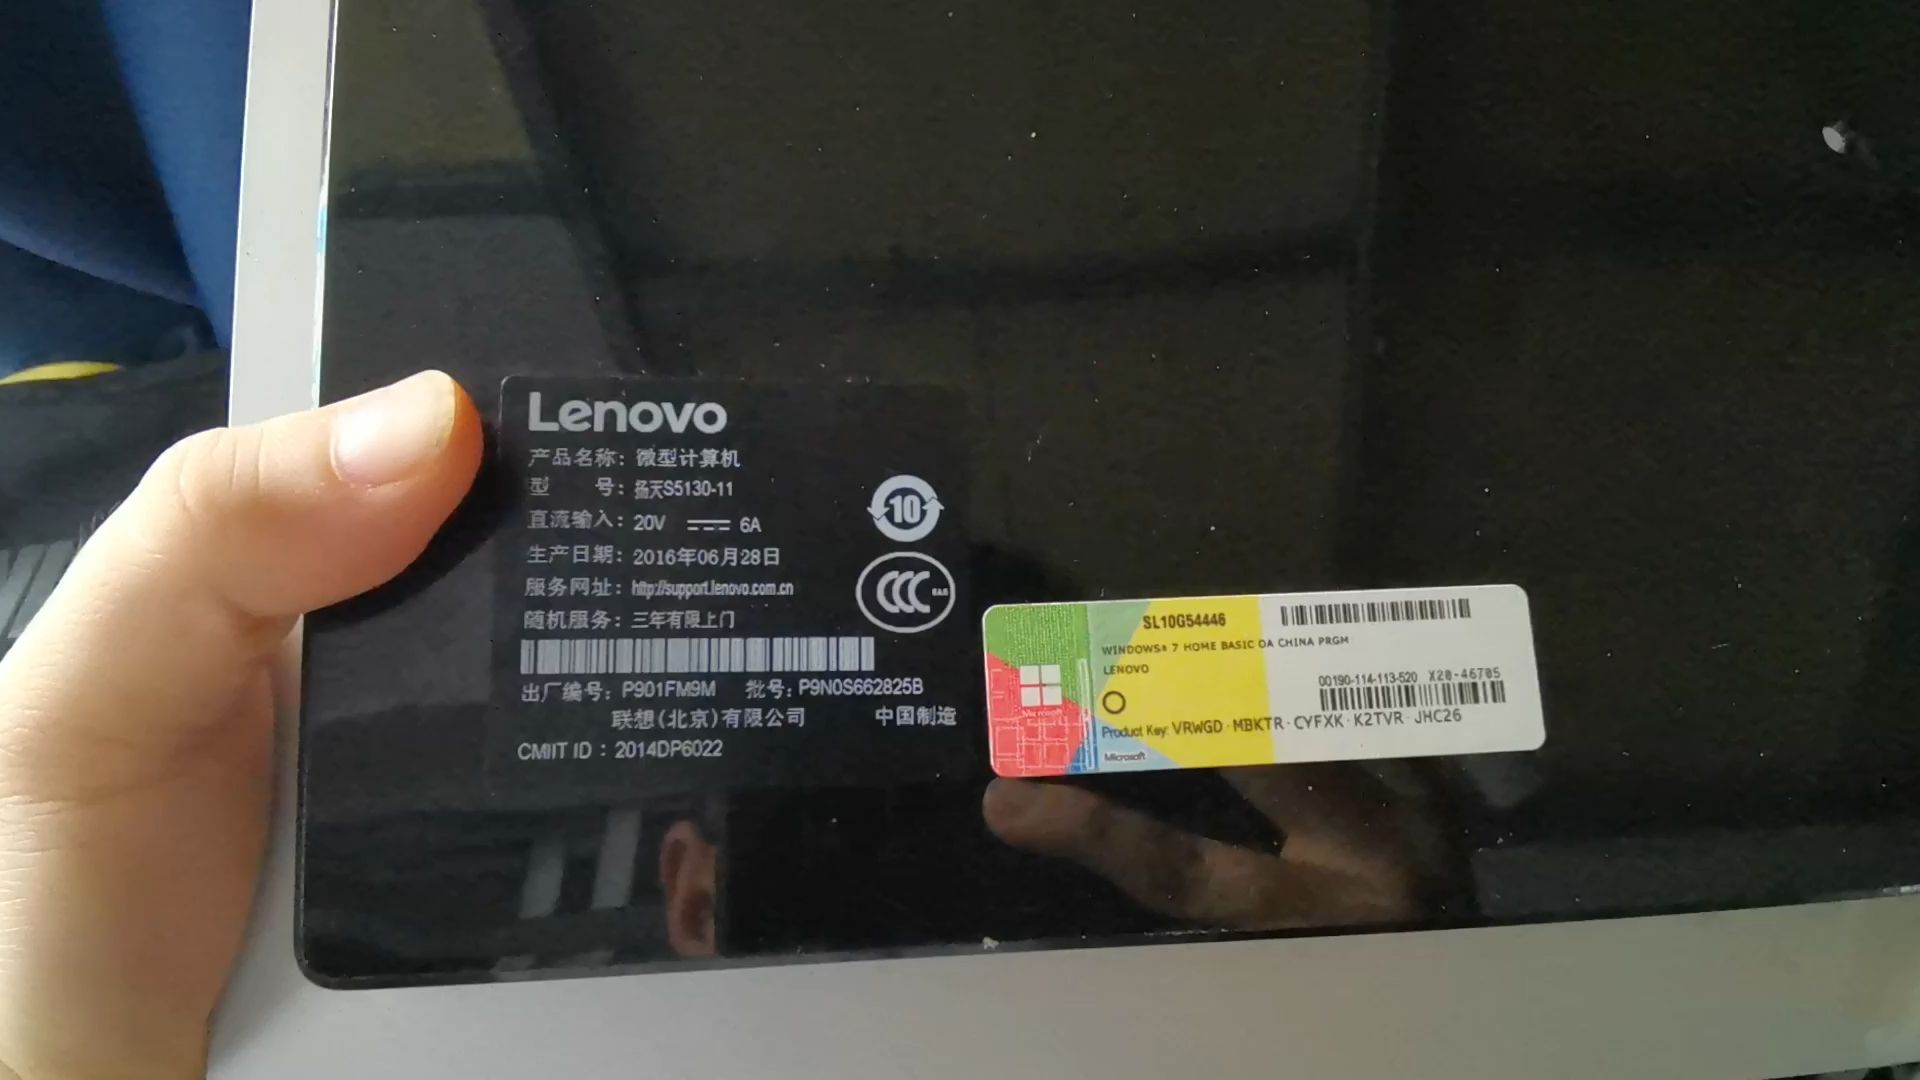 Lenovo
产品名称：微型计算机
型 号：扬天S5130-11
直流输入：20V 6A
生产日期：2016年06月28日
服务网址：http://support.lenovo.com.cn
随机服务：三年有限上门
10
CCC
出厂编号：P901FM9M 批号：P9N0S662825B
联想(北京)有限公司 中国制造
CMIIT ID：2014DP6022
SL10G54446
WINDOWS® 7 HOME BASIC OA CHINA PRGM
LENOVO
00190-114-113-520 X20-46705
Product Key: VRWGD-MBKTR-CYFXK-K2TVR-JHC26
Microsoft
Microsoft